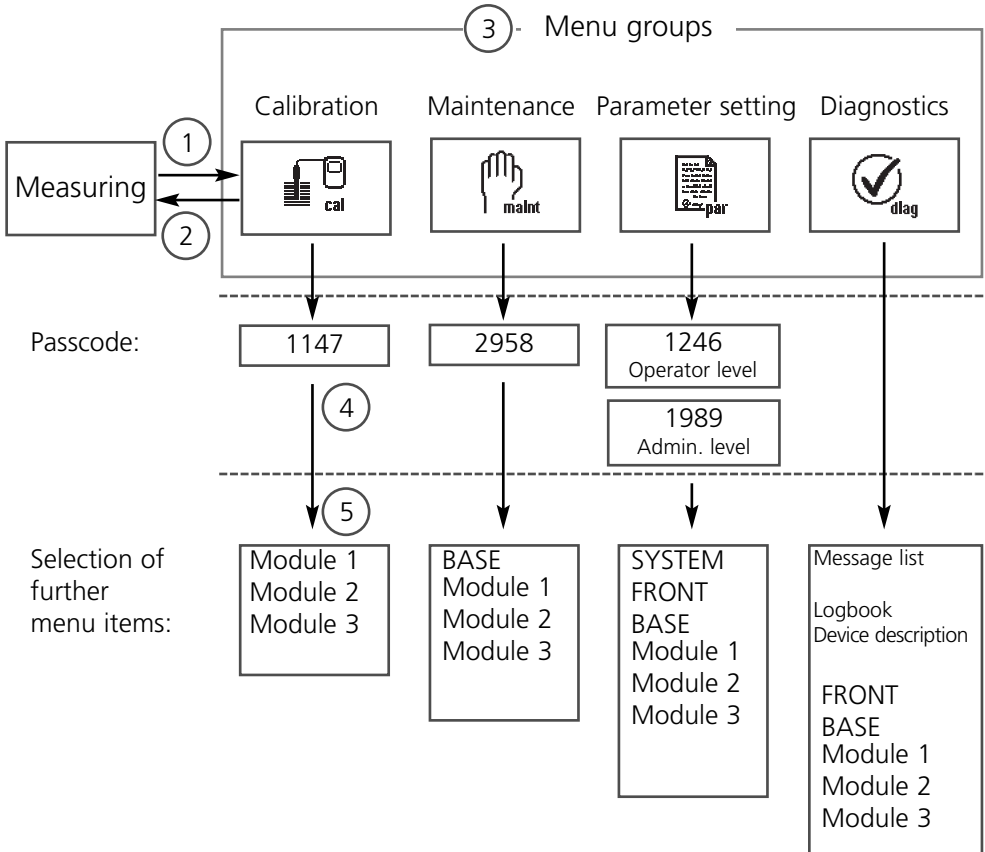 3 Menu groups
Calibration Maintenance Parameter setting Diagnostics
1
Measuring
cal maint par diag
2
Passcode:
1147 2958 1246
Operator level
4
1989
Admin. level
5
Selection of
further
menu items:
Module 1
Module 2
Module 3
BASE
Module 1
Module 2
Module 3
SYSTEM
FRONT
BASE
Module 1
Module 2
Module 3
Message list
Logbook
Device description
FRONT
BASE
Module 1
Module 2
Module 3